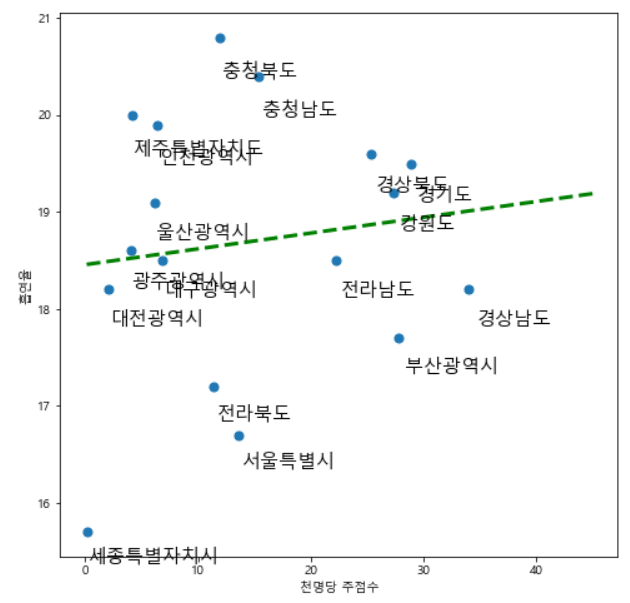 21
충청북도
충청남도
20
제주특별자치도
인천광역시
경상북도
경기도
19
울산광역시
강원도
광주광역시
대구광역시
전라남도
대전광역시
경상남도
18
부산광역시
17
전라북도
서울특별시
16
세종특별자치시
흡연율
0
10
20
30
40
천명당 주점수